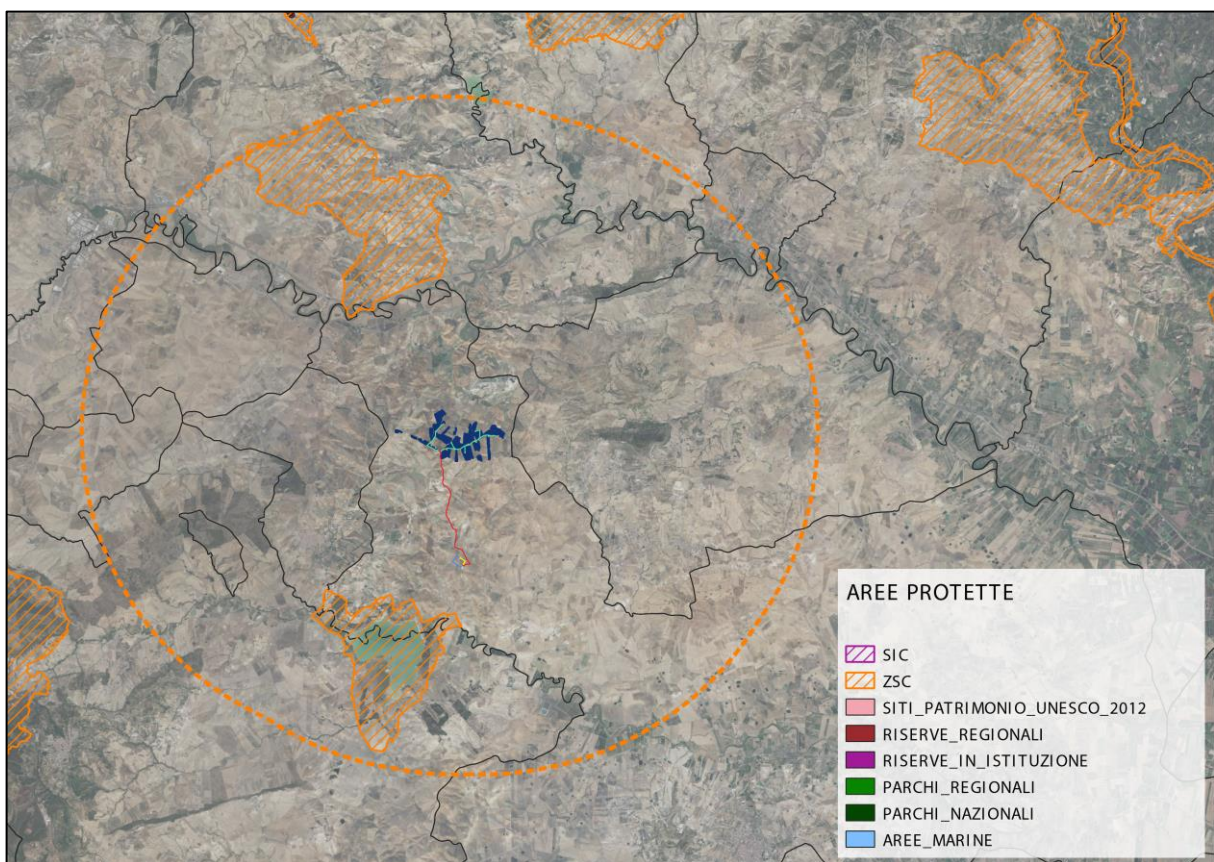 AREE PROTETTE
SIC
ZSC
SITI_PATRIMONIO_UNESCO_2012
RISERVE_REGIONALI
RISERVE_IN_ISTITUZIONE
PARCHI_REGIONALI
PARCHI_NAZIONALI
AREE_MARINE